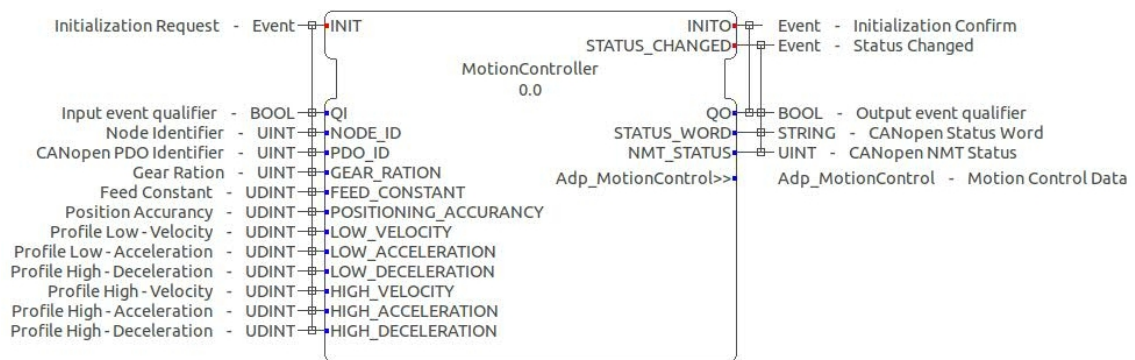 Initialization Request - Event INIT INITO Event - Initialization Confirm
STATUS_CHANGED Event - Status Changed
MotionController
0.0
Input event qualifier - BOOL QI QO BOOL - Output event qualifier
Node Identifier - UINT NODE_ID STATUS_WORD STRING - CANopen Status Word
CANopen PDO Identifier - UINT PDO_ID NMT_STATUS UINT - CANopen NMT Status
Gear Ration - UINT GEAR_RATION Adp_MotionControl>> Adp_MotionControl - Motion Control Data
Feed Constant - UDINT FEED_CONSTANT
Position Accurancy - UDINT POSITIONING_ACCURANCY
Profile Low - Velocity - UDINT LOW_VELOCITY
Profile Low - Acceleration - UDINT LOW_ACCELERATION
Profile High - Deceleration - UDINT LOW_DECELERATION
Profile High - Velocity - UDINT HIGH_VELOCITY
Profile High - Acceleration - UDINT HIGH_ACCELERATION
Profile High - Deceleration - UDINT HIGH_DECELERATION